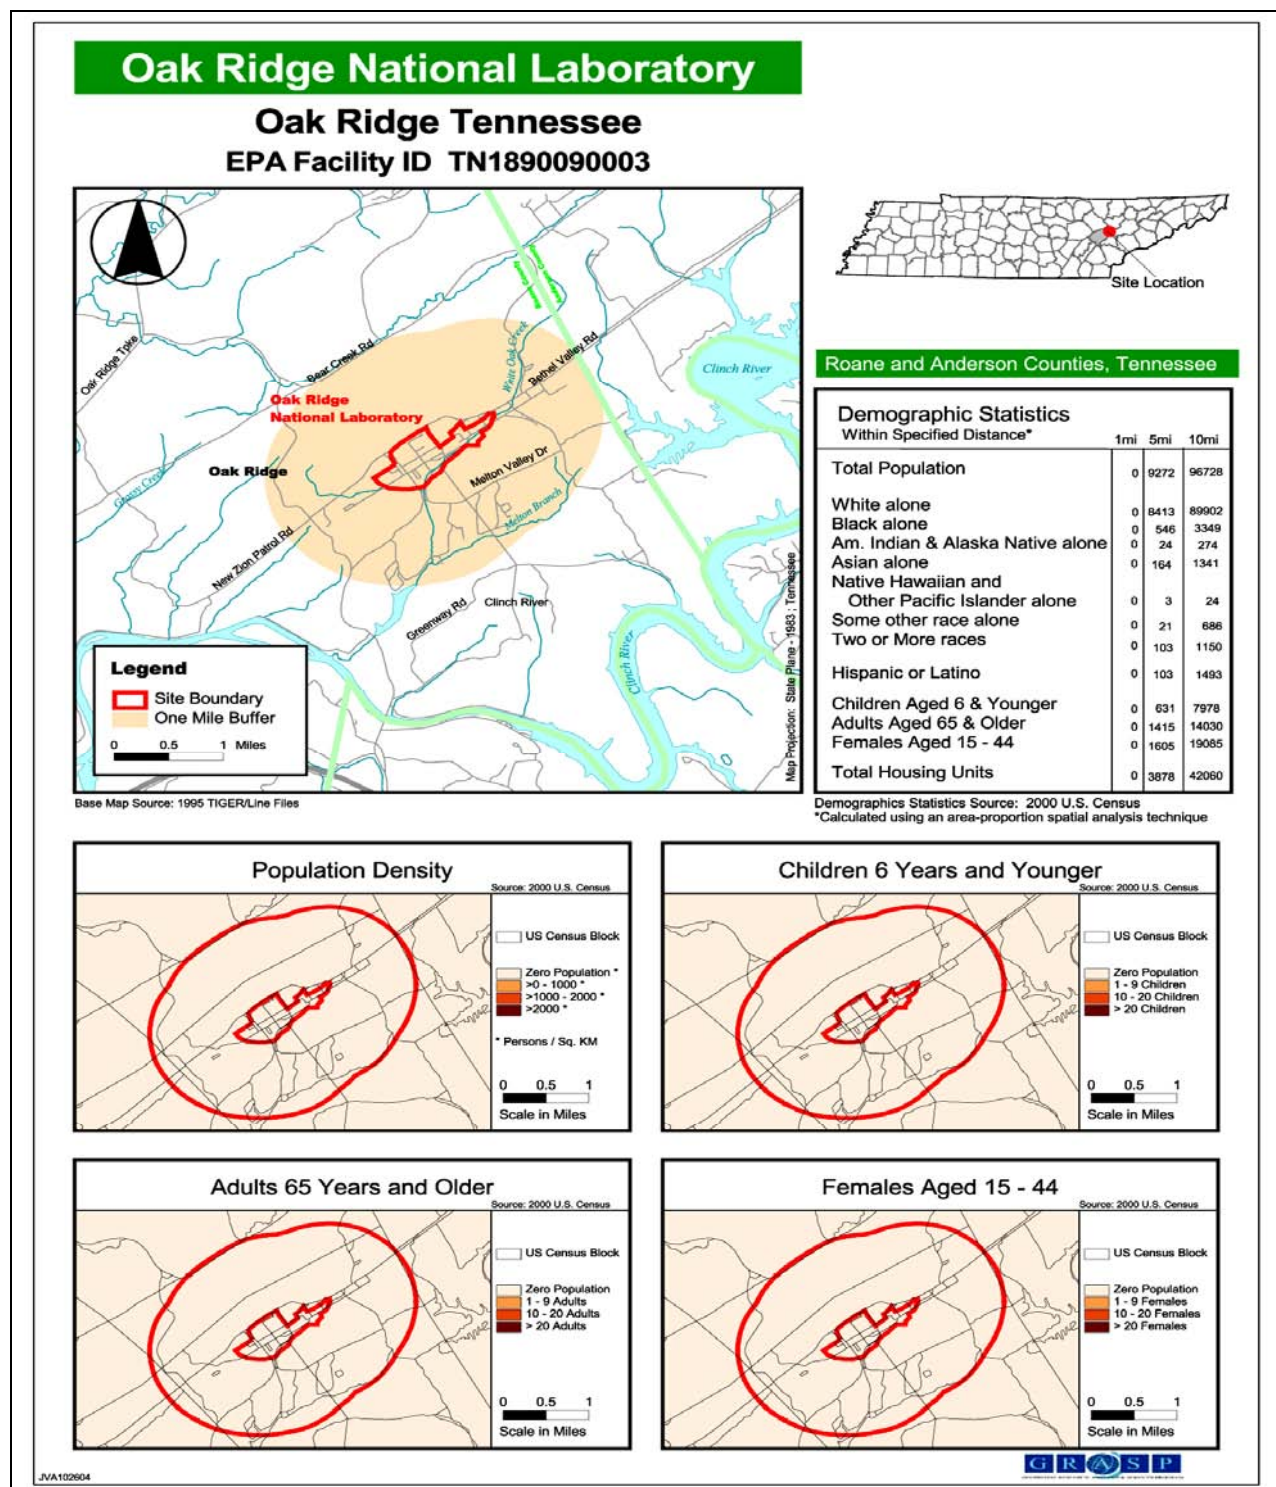 Oak Ridge National Laboratory
Oak Ridge Tennessee
EPA Facility ID TN1890090003
Site Location
Oak Ridge Tpke
Bear Creek Rd
White Oak Creek
Bethel Valley Rd
Clinch River
Oak Ridge
National Laboratory
Oak Ridge
Grassy Creek
Melton Valley Dr
Melton Branch
New Zion Patrol Rd
Greenway Rd
Clinch River
Clinch River
Map Projection: State Plane - 1983 ; Tennessee
Legend
Site Boundary
One Mile Buffer
0 0.5 1 Miles
Base Map Source: 1995 TIGER/Line Files
Roane and Anderson Counties, Tennessee
Demographic Statistics
Within Specified Distance* 1mi 5mi 10mi
Total Population 0 9272 96728
White alone 0 8413 89902
Black alone 0 546 3349
Am. Indian & Alaska Native alone 0 24 274
Asian alone 0 164 1341
Native Hawaiian and
Other Pacific Islander alone 0 3 24
Some other race alone 0 21 686
Two or More races 0 103 1150
Hispanic or Latino 0 103 1493
Children Aged 6 & Younger 0 631 7978
Adults Aged 65 & Older 0 1415 14030
Females Aged 15 - 44 0 1605 19085
Total Housing Units 0 3878 42060
Demographics Statistics Source: 2000 U.S. Census
*Calculated using an area-proportion spatial analysis technique
Population Density
Source: 2000 U.S. Census
US Census Block
Zero Population *
>0 - 1000 *
>1000 - 2000 *
>2000 *
* Persons / Sq. KM
0 0.5 1
Scale in Miles
Children 6 Years and Younger
Source: 2000 U.S. Census
US Census Block
Zero Population
1 - 9 Children
10 - 20 Children
> 20 Children
0 0.5 1
Scale in Miles
Adults 65 Years and Older
Source: 2000 U.S. Census
US Census Block
Zero Population
1 - 9 Adults
10 - 20 Adults
> 20 Adults
0 0.5 1
Scale in Miles
Females Aged 15 - 44
Source: 2000 U.S. Census
US Census Block
Zero Population
1 - 9 Females
10 - 20 Females
> 20 Females
0 0.5 1
Scale in Miles
JVA102604
GRASP